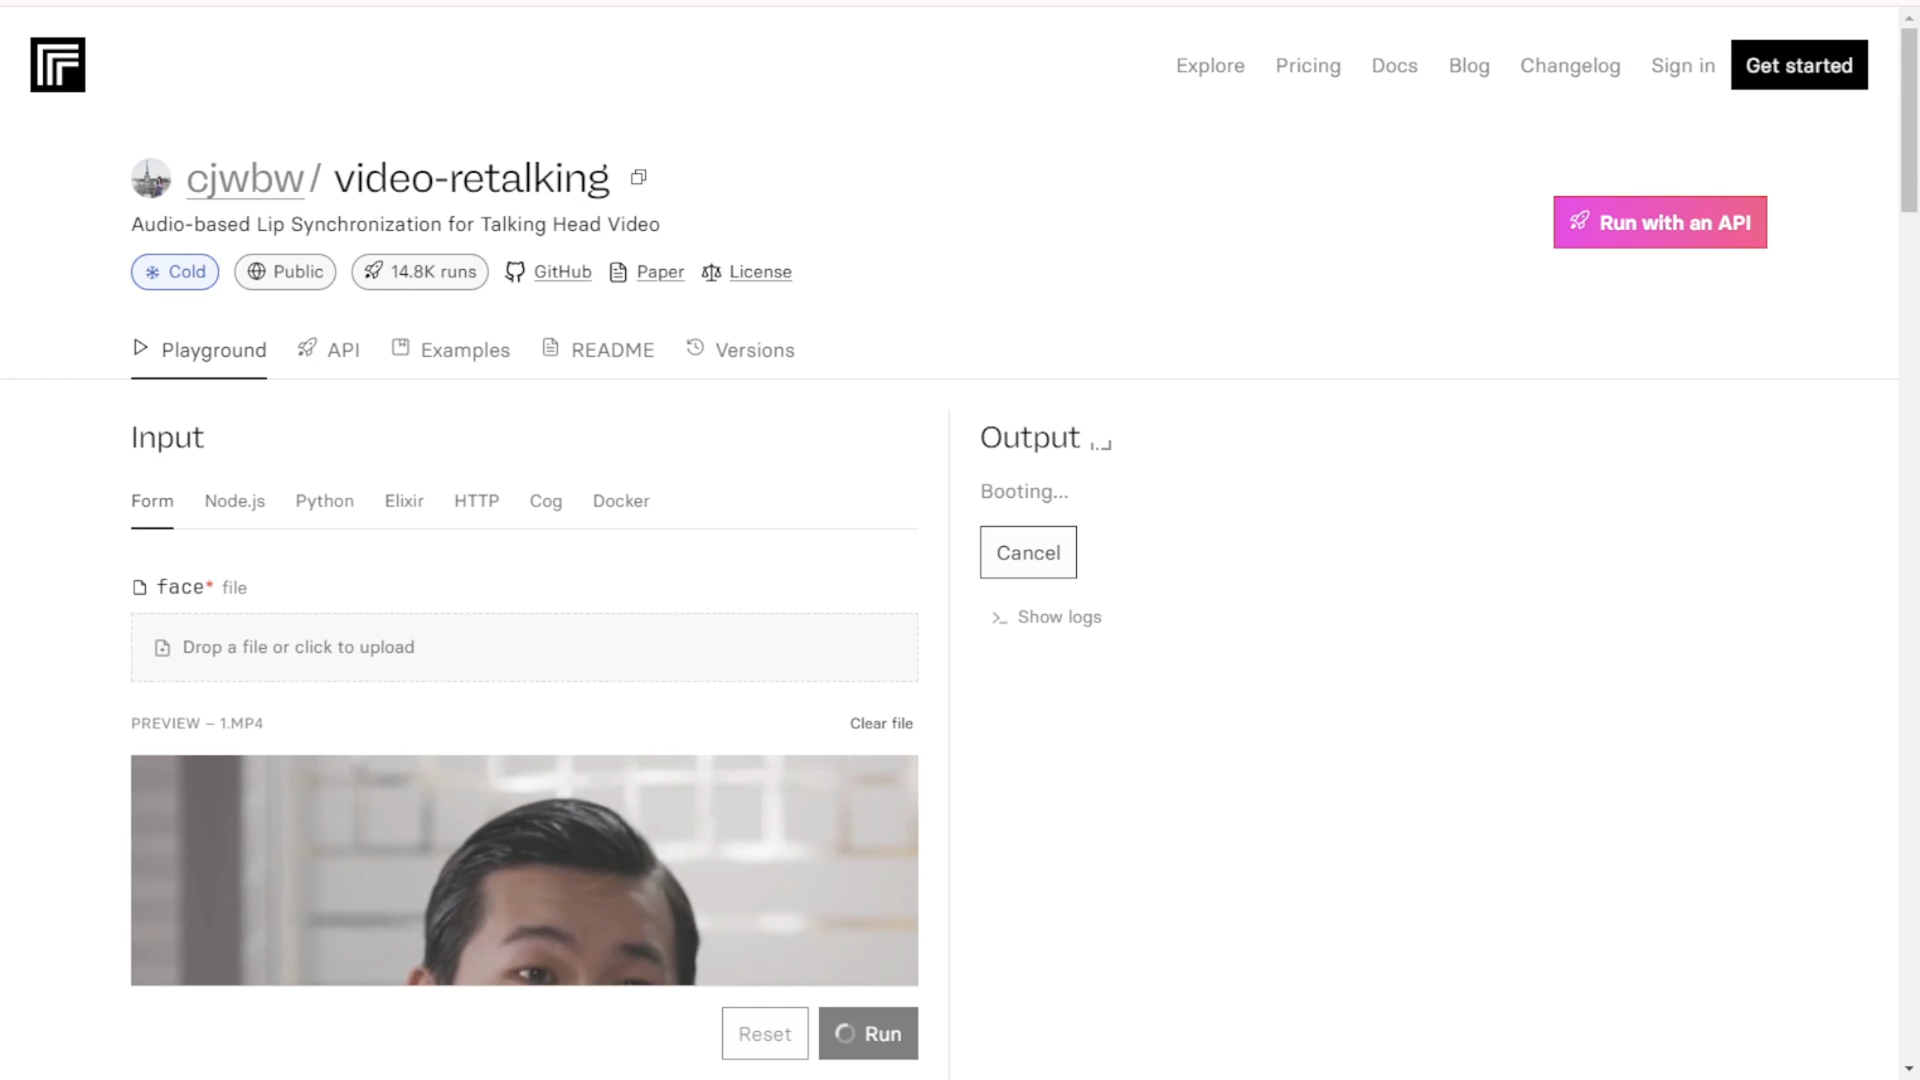 Explore Pricing Docs Blog Changelog Sign in Get started
cjwbw / video-retalking
Audio-based Lip Synchronization for Talking Head Video
Run with an API
Cold Public 14.8K runs GitHub Paper License
Playground API Examples README Versions
Input
Form Node.js Python Elixir HTTP Cog Docker
face* file
Drop a file or click to upload
PREVIEW – 1.MP4 Clear file
Reset Run
Output
Booting...
Cancel
>_ Show logs